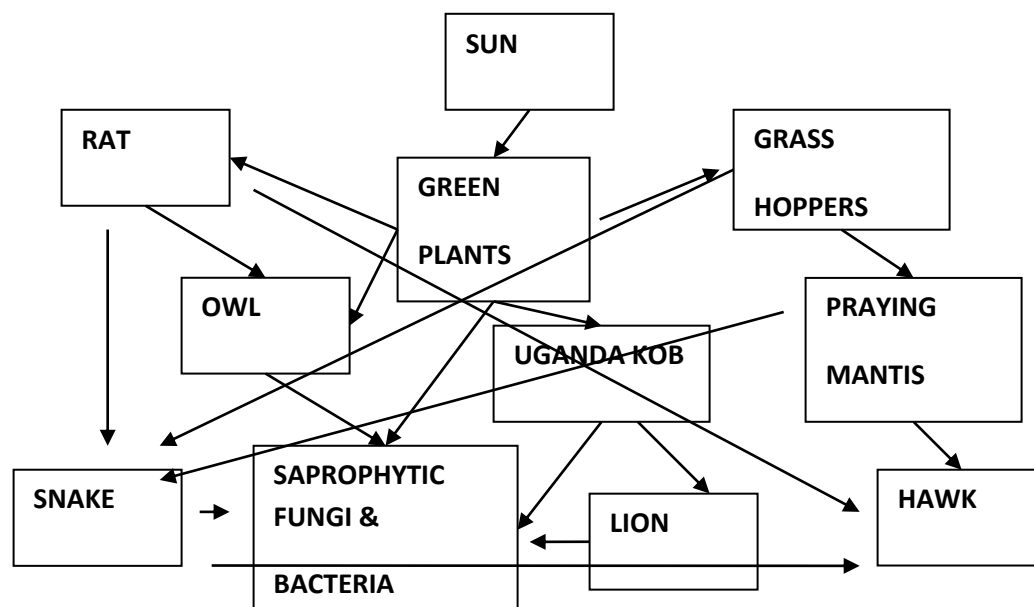 SUN
RAT
GRASS
HOPPERS
GREEN
PLANTS
OWL
PRAYING
MANTIS
UGANDA KOB
SNAKE
SAPROPHYTIC
FUNGI &
BACTERIA
LION
HAWK